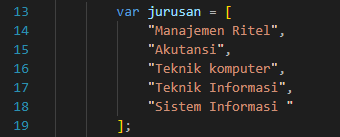 13 var jurusan = [
14 "Manajemen Ritel",
15 "Akutansi",
16 "Teknik komputer",
17 "Teknik Informasi",
18 "Sistem Informasi "
19 ];